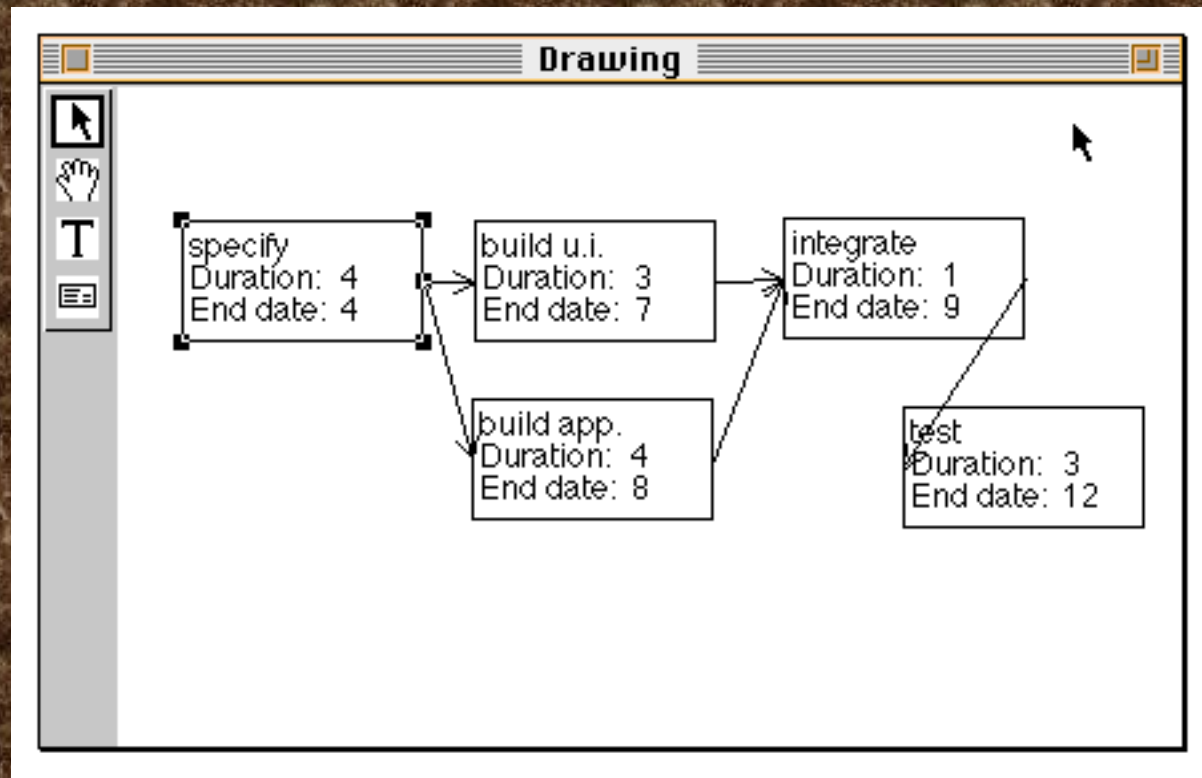 Drawing
T
specify
Duration: 4
End date: 4
build u.i.
Duration: 3
End date: 7
integrate
Duration: 1
End date: 9
build app.
Duration: 4
End date: 8
test
Duration: 3
End date: 12